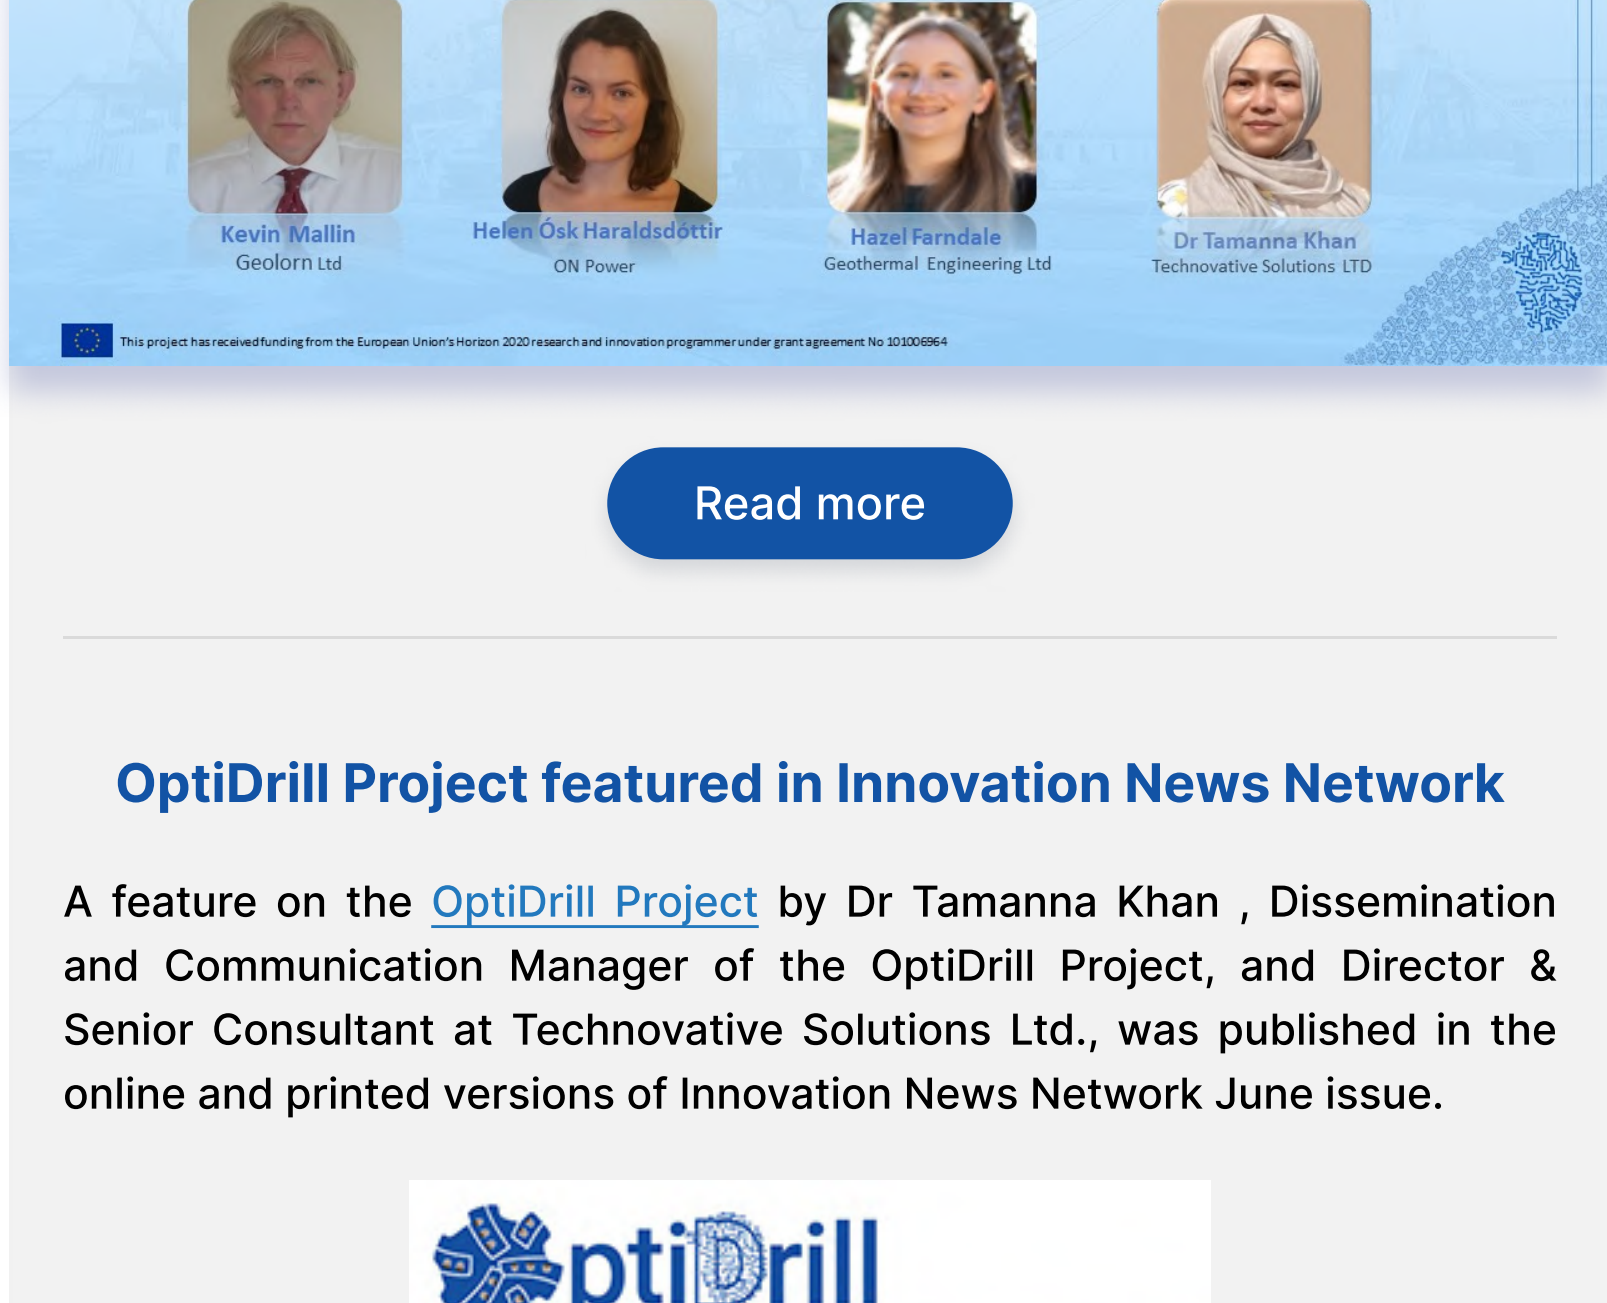 Kevin Mallin
Geolorn Ltd
Helen Ósk Haraldsdóttir
ON Power
Hazel Farndale
Geothermal Engineering Ltd
Dr Tamanna Khan
Technovative Solutions LTD
This project has received funding from the European Union's Horizon 2020 research and innovation programmer under grant agreement No 101006964
Read more
OptiDrill Project featured in Innovation News Network
A feature on the OptiDrill Project by Dr Tamanna Khan , Dissemination
and Communication Manager of the OptiDrill Project, and Director &
Senior Consultant at Technovative Solutions Ltd., was published in the
online and printed versions of Innovation News Network June issue.
OptiDrill